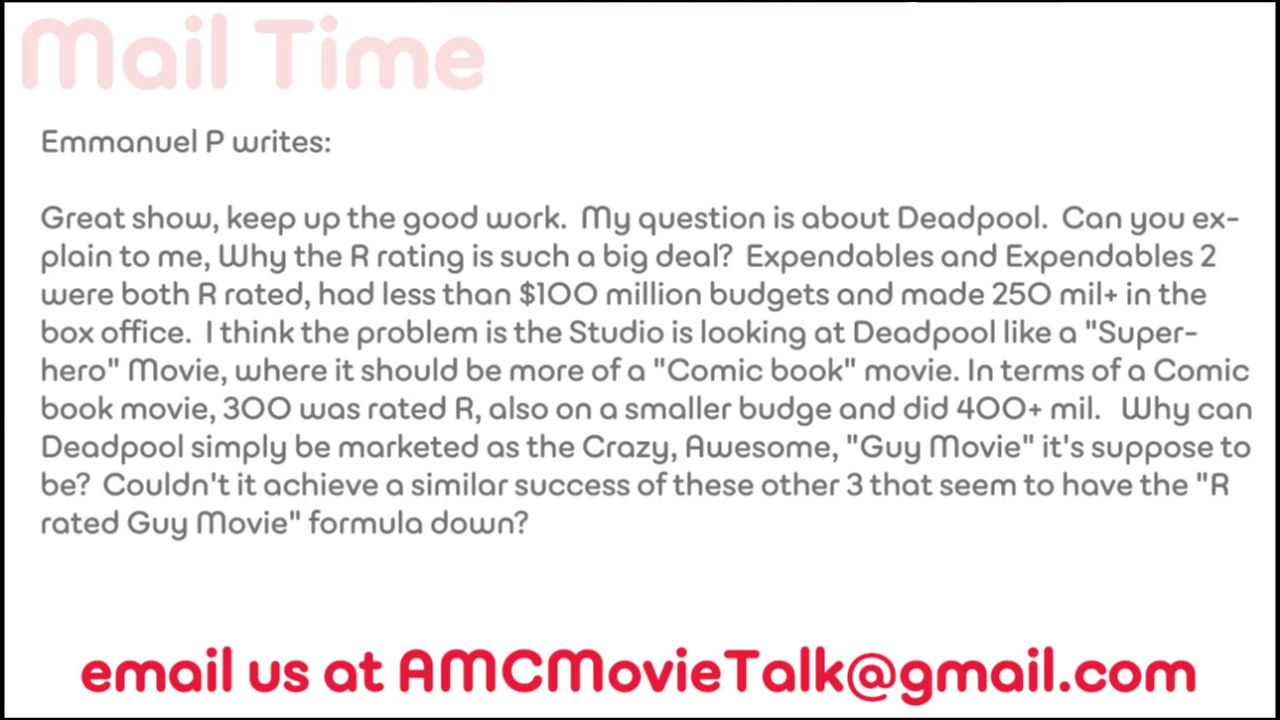 Mail Time
Emmanuel P writes:
Great show, keep up the good work.  My question is about Deadpool.  Can you ex-
plain to me, Why the R rating is such a big deal?  Expendables and Expendables 2
were both R rated, had less than $100 million budgets and made 250 mil+ in the
box office.  I think the problem is the Studio is looking at Deadpool like a "Super-
hero" Movie, where it should be more of a "Comic book" movie. In terms of a Comic
book movie, 300 was rated R, also on a smaller budge and did 400+ mil.   Why can
Deadpool simply be marketed as the Crazy, Awesome, "Guy Movie" it's suppose to
be?  Couldn't it achieve a similar success of these other 3 that seem to have the "R
rated Guy Movie" formula down?
email us at AMCMovieTalk@gmail.com